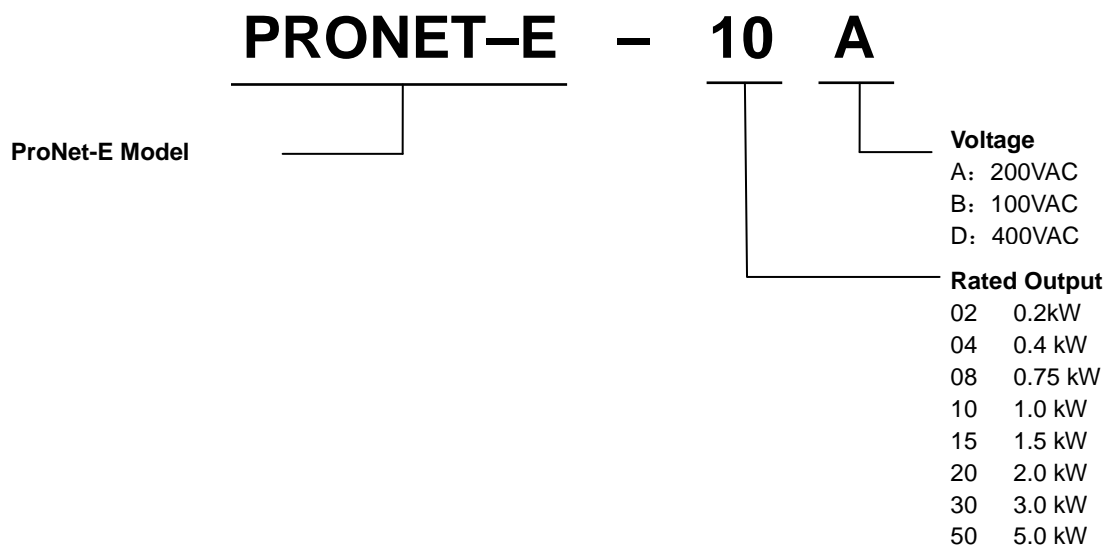 PRONET–E – 10 A
ProNet-E Model
Voltage
A：200VAC
B：100VAC
D：400VAC
Rated Output
02 0.2kW
04 0.4 kW
08 0.75 kW
10 1.0 kW
15 1.5 kW
20 2.0 kW
30 3.0 kW
50 5.0 kW